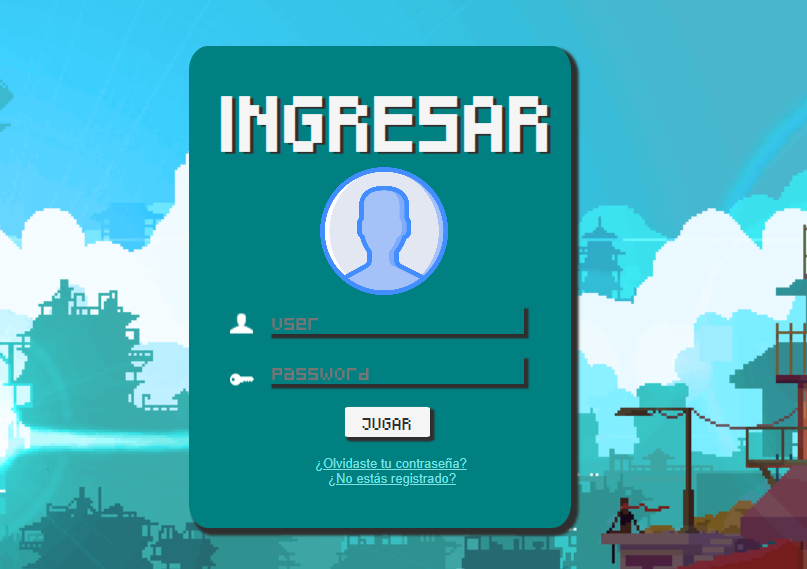 INGRESAR
user
Password
JUGAR
¿Olvidaste tu contraseña?
¿No estás registrado?